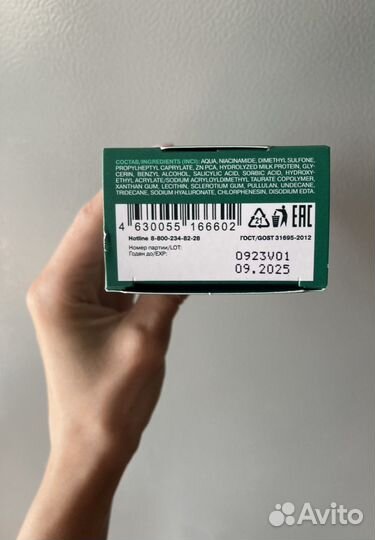 СОСТАВ/INGREDIENTS (INCI): AQUA, NIACINAMIDE, DIMETHYL SULFONE,
PROPYLHEPTYL CAPRYLATE, ZN PCA, HYDROLYZED MILK PROTEIN, GLY-
CERIN, BENZYL ALCOHOL, SALICYLIC ACID, SORBIC ACID, HYDROXY-
ETHYL ACRYLATE/SODIUM ACRYLOYLDIMETHYL TAURATE COPOLYMER,
XANTHAN GUM, LECITHIN, SCLEROTIUM GUM, PULLULAN, UNDECANE,
TRIDECANE, SODIUM HYALURONATE, CHLORPHENESIN, DISODIUM EDTA.
4 630055 166602
21
EAC
Hotline 8-800-234-82-28
ГОСТ/GOST 31695-2012
Номер партии/LOT:
Годен до/EXP:
0923V01
09.2025
Avito